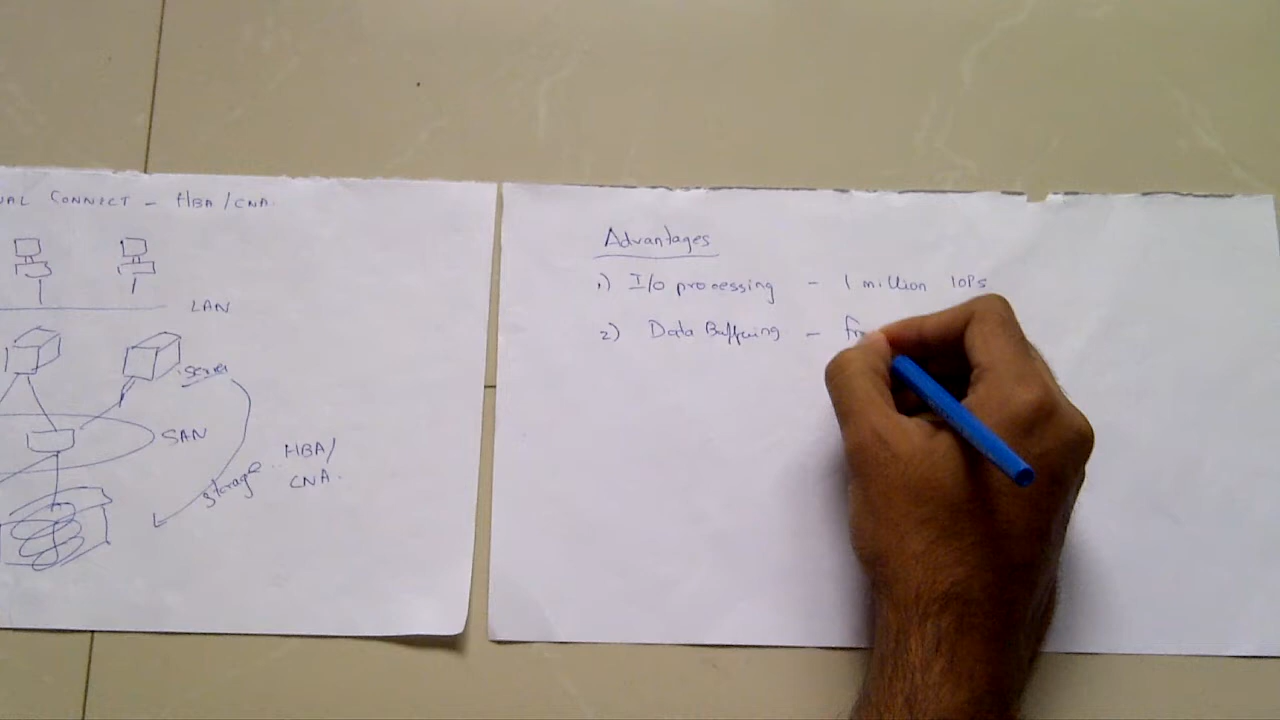 UAL CONNECT - HBA/CNA
LAN
Server
SAN
Storage
HBA/
CNA.
Advantages
1) I/O processing - 1 million IOPs
2) Data Buffering -